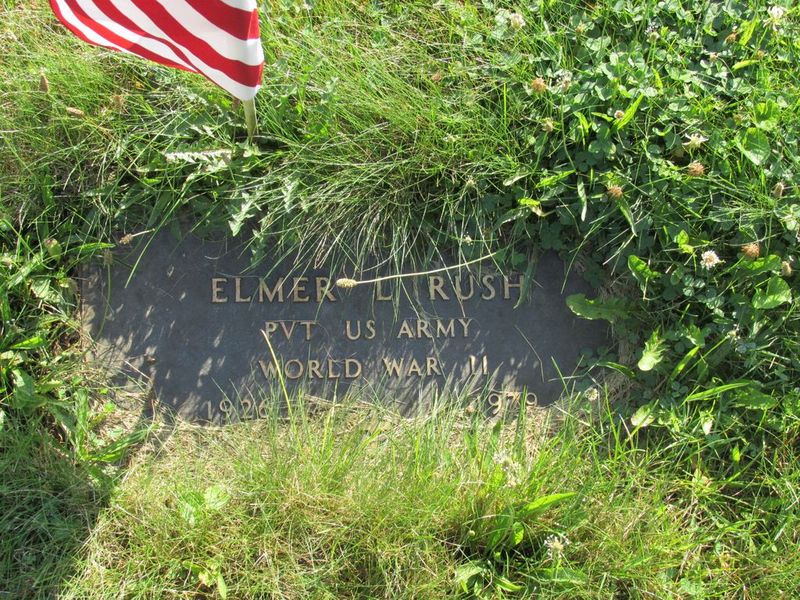 ELMER L RUSH
PVT US ARMY
WORLD WAR II
1926 1979